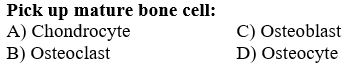 Pick up mature bone cell:
A) Chondrocyte C) Osteoblast
B) Osteoclast D) Osteocyte